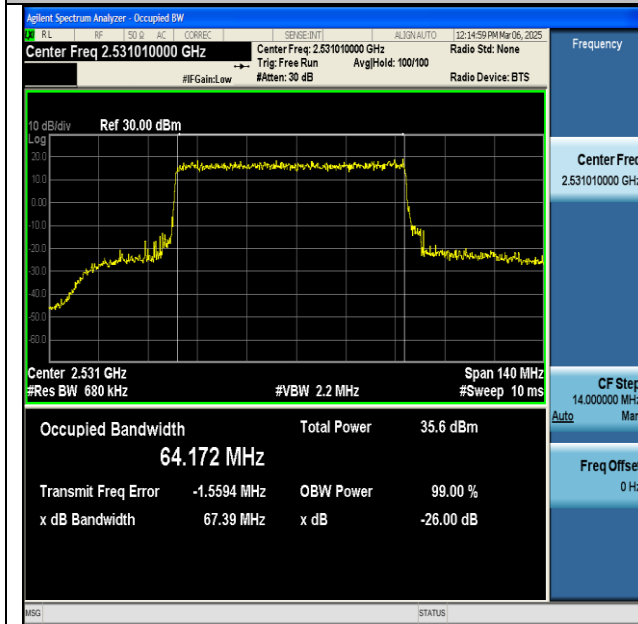 Agilent Spectrum Analyzer - Occupied BW
RL RF 50 Ω AC CORREC SENSE:INT ALIGN AUTO 12:14:59 PM Mar 06, 2025
Center Freq 2.531010000 GHz
Center Freq: 2.531010000 GHz Radio Std: None
Trig: Free Run Avg|Hold: 100/100
#IFGain:Low #Atten: 30 dB Radio Device: BTS
Frequency
10 dB/div Ref 30.00 dBm
Log
20.0
10.0
0.00
-10.0
-20.0
-30.0
-40.0
-50.0
-60.0
Center Freq
2.531010000 GHz
Center 2.531 GHz Span 140 MHz
#Res BW 680 kHz #VBW 2.2 MHz #Sweep 10 ms
CF Step
14.000000 MHz
Auto Man
Occupied Bandwidth Total Power 35.6 dBm
64.172 MHz
Transmit Freq Error -1.5594 MHz OBW Power 99.00 %
x dB Bandwidth 67.39 MHz x dB -26.00 dB
Freq Offset
0 Hz
MSG STATUS